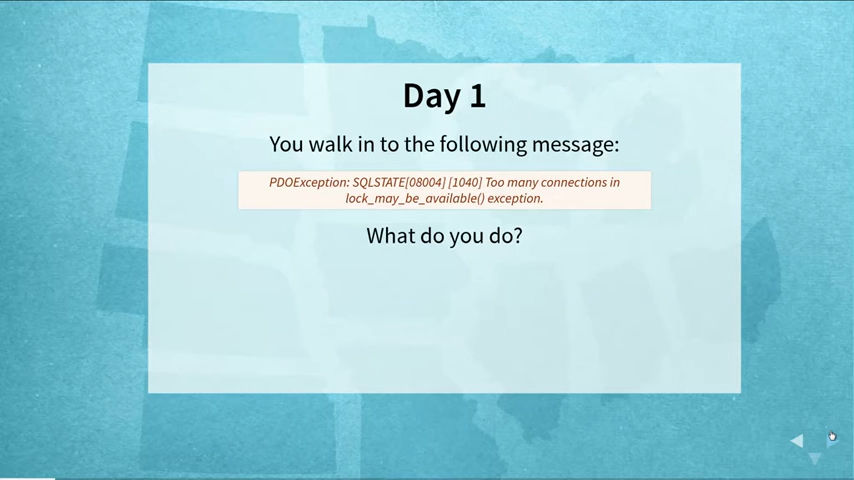 Day 1
You walk in to the following message:
PDOException: SQLSTATE[08004] [1040] Too many connections in
lock_may_be_available() exception.
What do you do?